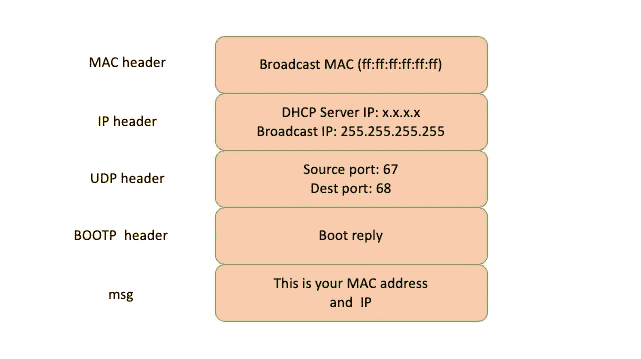 MAC header
Broadcast MAC (ff:ff:ff:ff:ff:ff)
IP header
DHCP Server IP: x.x.x.x
Broadcast IP: 255.255.255.255
UDP header
Source port: 67
Dest port: 68
BOOTP header
Boot reply
msg
This is your MAC address
and IP